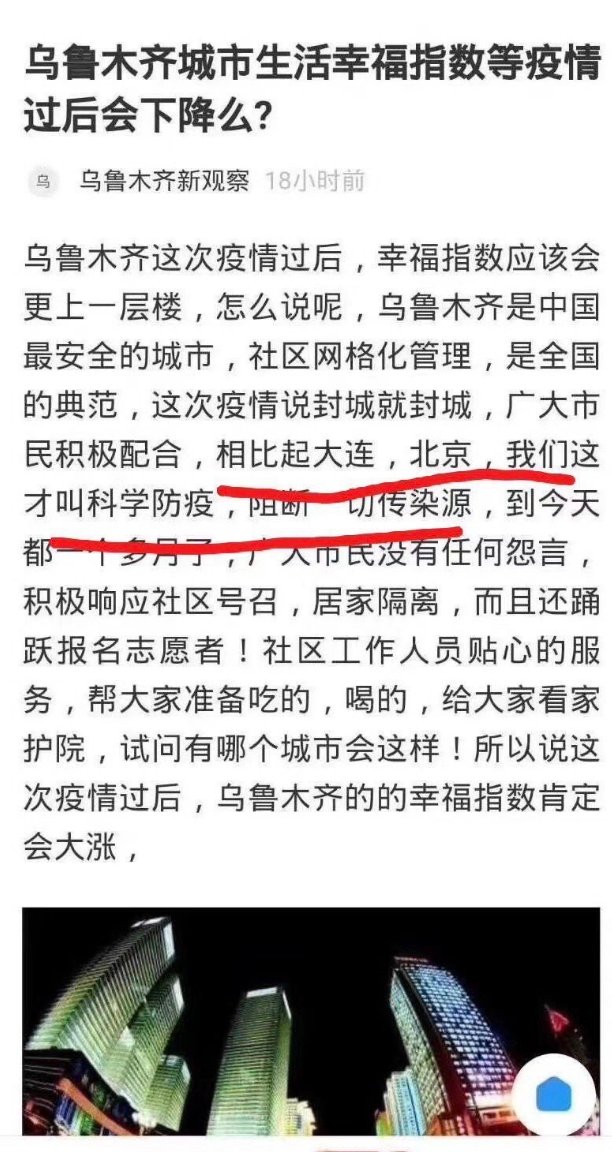 乌鲁木齐城市生活幸福指数等疫情
过后会下降么?
乌
乌鲁木齐新观察 18小时前
乌鲁木齐这次疫情过后，幸福指数应该会
更上一层楼，怎么说呢，乌鲁木齐是中国
最安全的城市，社区网格化管理，是全国
的典范，这次疫情说封城就封城，广大市
民积极配合，相比起大连，北京，我们这
才叫科学防疫，阻断一切传染源，到今天
都一个多月了，广大市民没有任何怨言，
积极响应社区号召，居家隔离，而且还踊
跃报名志愿者！社区工作人员贴心的服
务，帮大家准备吃的，喝的，给大家看家
护院，试问有哪个城市会这样！所以说这
次疫情过后，乌鲁木齐的的幸福指数肯定
会大涨，